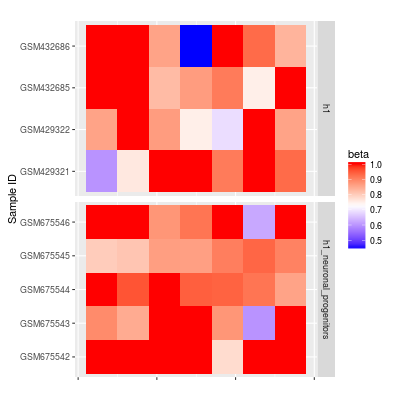 GSM432686
GSM432685
GSM429322
GSM429321
h1
GSM675546
GSM675545
GSM675544
GSM675543
GSM675542
h1_neuronal_progenitors
Sample ID
beta
1.0
0.9
0.8
0.7
0.6
0.5